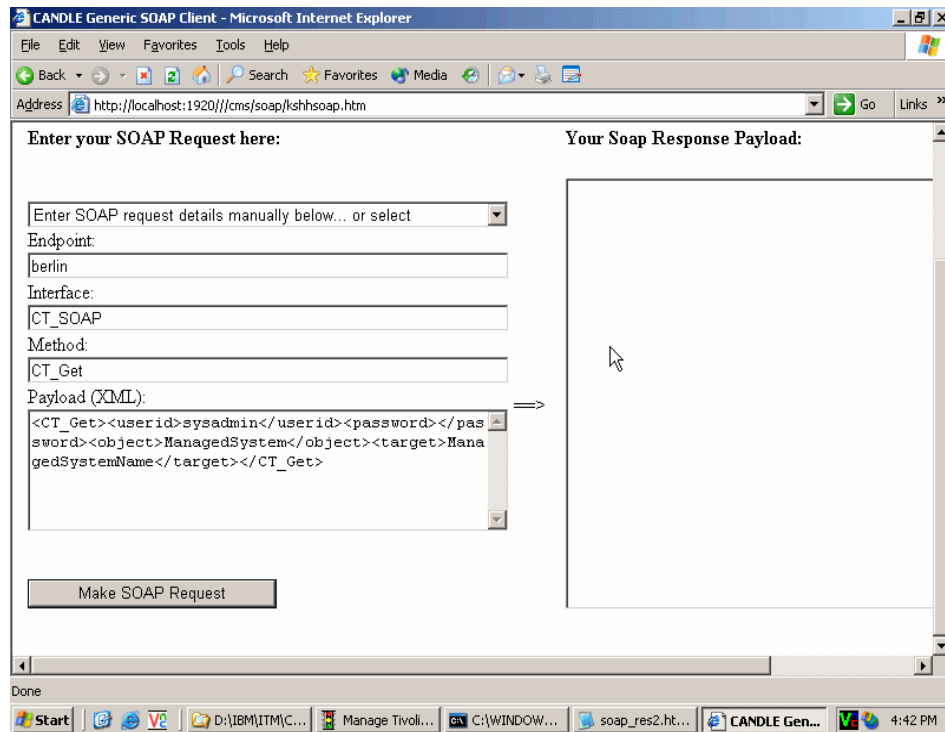 CANDLE Generic SOAP Client - Microsoft Internet Explorer
File Edit View Favorites Tools Help
Back Search Favorites Media
Address http://localhost:1920///cms/soap/kshhsoap.htm Go Links »
Enter your SOAP Request here:
Your Soap Response Payload:
Enter SOAP request details manually below... or select
Endpoint:
berlin
Interface:
CT_SOAP
Method:
CT_Get
Payload (XML):
<CT_Get><userid>sysadmin</userid><password></pas
sword><object>ManagedSystem</object><target>Mana
gedSystemName</target></CT_Get>
==>
Make SOAP Request
Done
Start D:\IBM\ITM\C... Manage Tivoli... C:\WINDOW... soap_res2.ht... CANDLE Gen... 4:42 PM